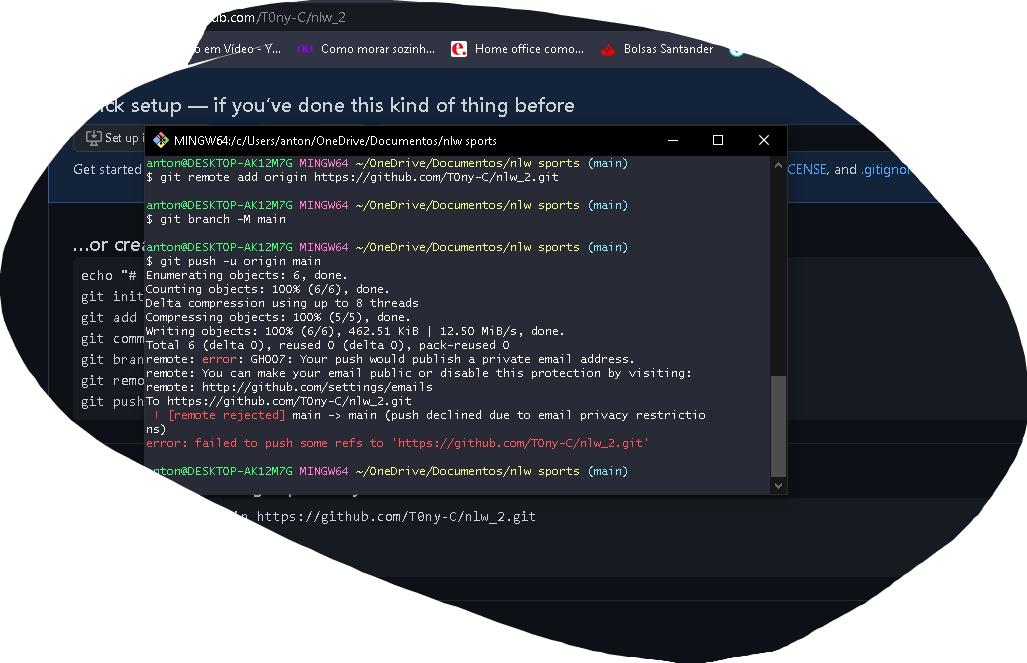 ub.com/T0ny-C/nlw_2
o em Vídeo - Y... nu Como morar sozinh... e. Home office como... Bolsas Santander
ck setup — if you've done this kind of thing before
Set up i
MINGW64:/c/Users/anton/OneDrive/Documentos/nlw sports
Get started
CENSE, and .gitignor
anton@DESKTOP-AK12M7G MINGW64 ~/OneDrive/Documentos/nlw sports (main)
$ git remote add origin https://github.com/T0ny-C/nlw_2.git
anton@DESKTOP-AK12M7G MINGW64 ~/OneDrive/Documentos/nlw sports (main)
$ git branch -M main
...or crea
anton@DESKTOP-AK12M7G MINGW64 ~/OneDrive/Documentos/nlw sports (main)
$ git push -u origin main
Enumerating objects: 6, done.
Counting objects: 100% (6/6), done.
Delta compression using up to 8 threads
Compressing objects: 100% (5/5), done.
Writing objects: 100% (6/6), 462.51 KiB | 12.50 MiB/s, done.
Total 6 (delta 0), reused 0 (delta 0), pack-reused 0
remote: error: GH007: Your push would publish a private email address.
remote: You can make your email public or disable this protection by visiting:
remote: http://github.com/settings/emails
To https://github.com/T0ny-C/nlw_2.git
! [remote rejected] main -> main (push declined due to email privacy restrictio
ns)
error: failed to push some refs to 'https://github.com/T0ny-C/nlw_2.git'
anton@DESKTOP-AK12M7G MINGW64 ~/OneDrive/Documentos/nlw sports (main)
echo "#
git init
git add
git comm
git bran
git remo
git push
in https://github.com/T0ny-C/nlw_2.git